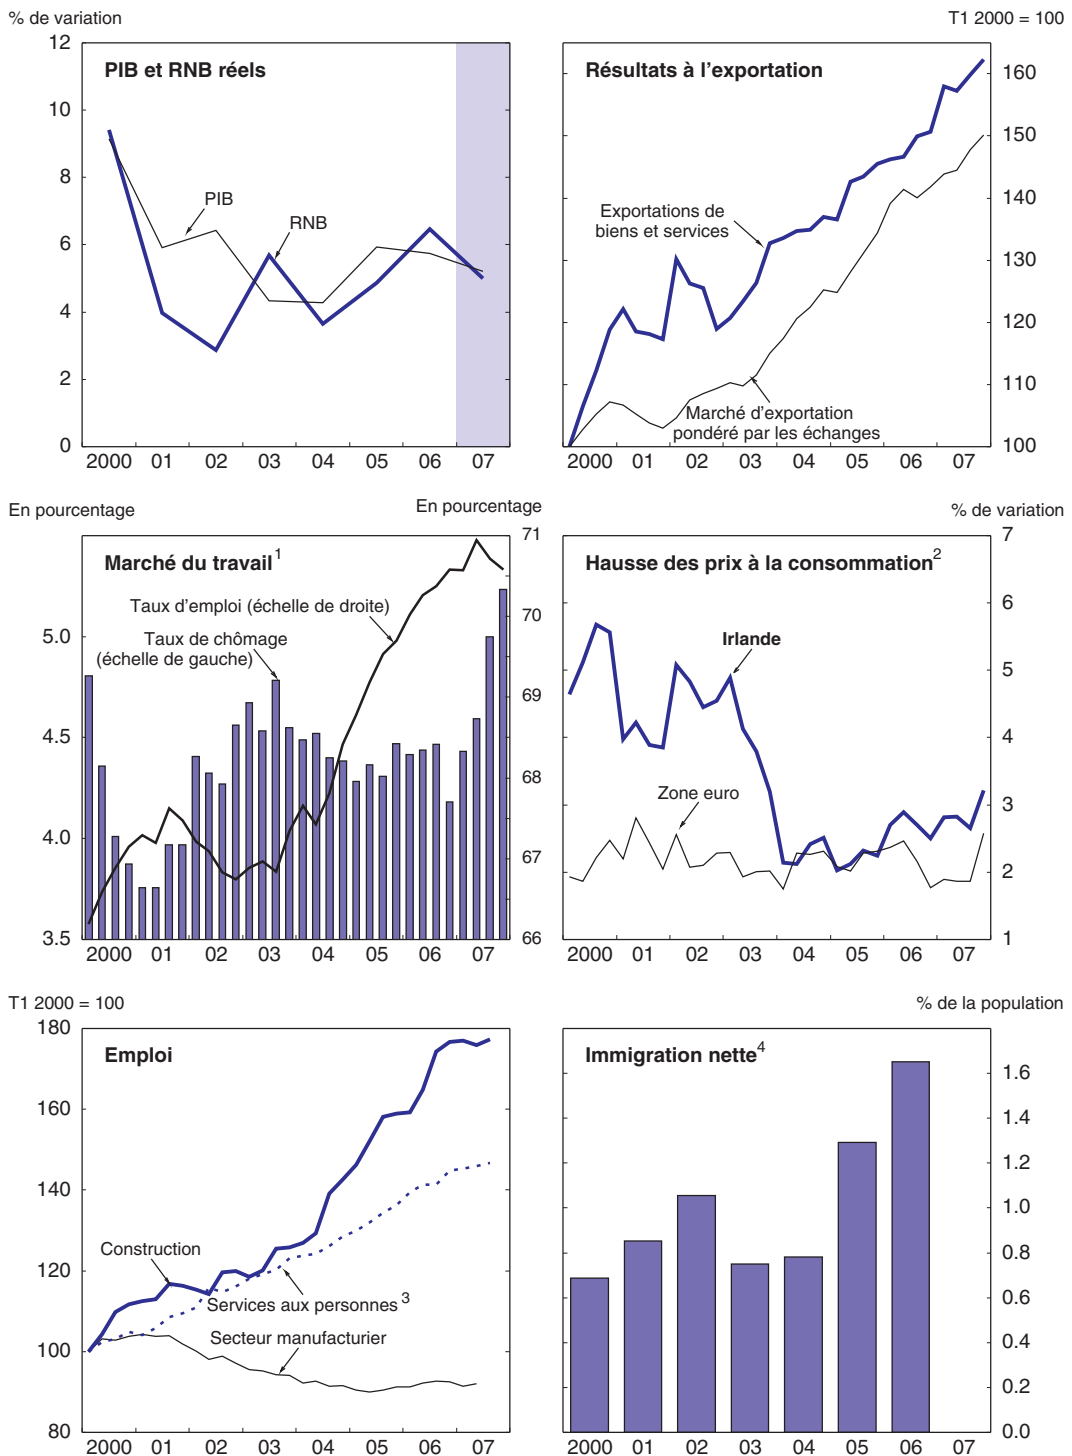 % de variation
PIB et RNB réels
12
10
8
6
4
2
0
PIB
RNB
2000 01 02 03 04 05 06 07
T1 2000 = 100
Résultats à l'exportation
160
150
140
130
120
110
100
Exportations de
biens et services
Marché d'exportation
pondéré par les échanges
2000 01 02 03 04 05 06 07
En pourcentage
En pourcentage
Marché du travail1
Taux d'emploi (échelle de droite)
Taux de chômage
(échelle de gauche)
5.0
4.5
4.0
3.5
71
70
69
68
67
66
2000 01 02 03 04 05 06 07
% de variation
Hausse des prix à la consommation2
7
6
5
4
3
2
1
Irlande
Zone euro
2000 01 02 03 04 05 06 07
T1 2000 = 100
Emploi
180
160
140
120
100
80
Construction
Services aux personnes3
Secteur manufacturier
2000 01 02 03 04 05 06 07
% de la population
Immigration nette4
1.6
1.4
1.2
1.0
0.8
0.6
0.4
0.2
0.0
2000 01 02 03 04 05 06 07